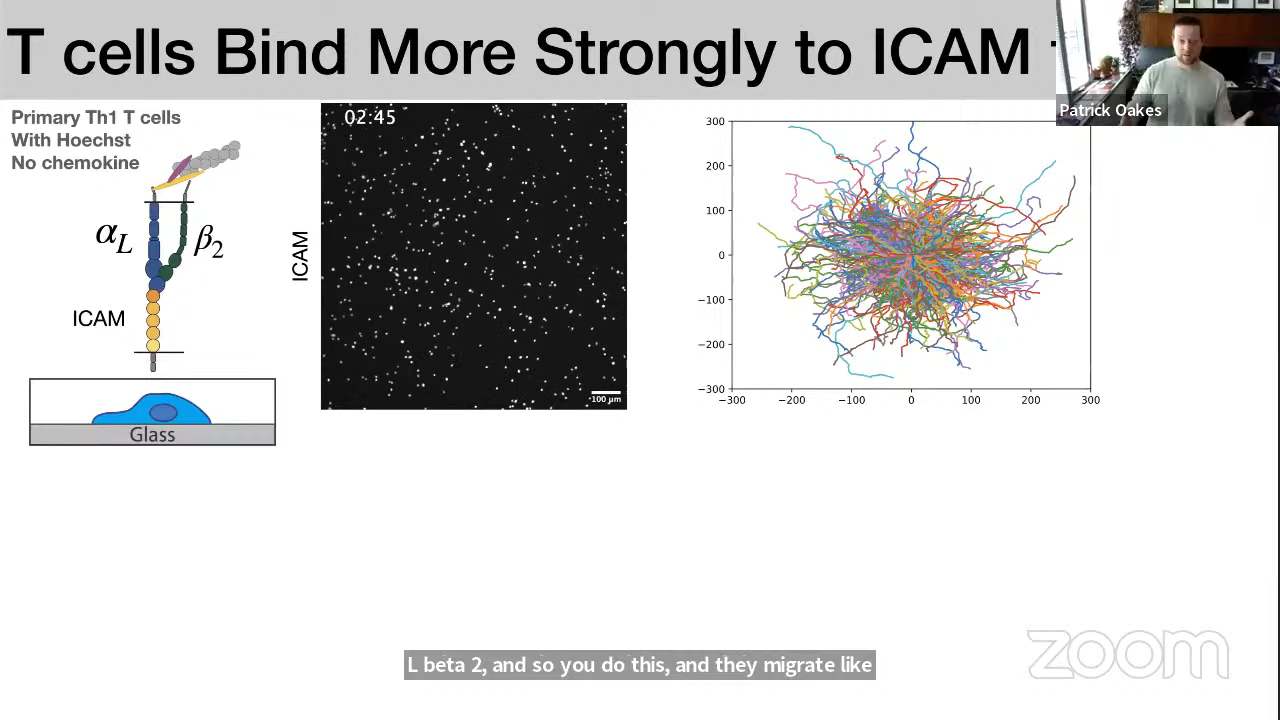 T cells Bind More Strongly to ICAM
Patrick Oakes
Primary Th1 T cells
With Hoechst
No chemokine
αL
β2
ICAM
Glass
ICAM
02:45
100 μm
300
200
100
0
−100
−200
−300
−300
−200
−100
0
100
200
300
L beta 2, and so you do this, and they migrate like
zoom